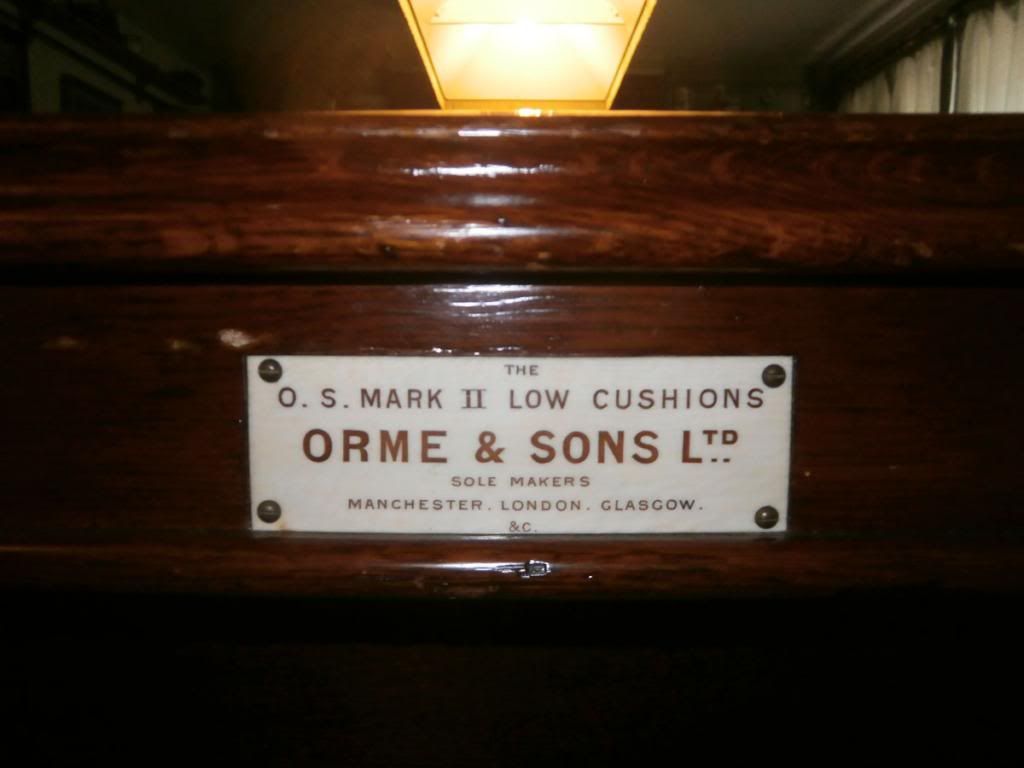 THE
O. S. MARK II LOW CUSHIONS
ORME & SONS LTD
SOLE MAKERS
MANCHESTER. LONDON. GLASGOW.
&C.